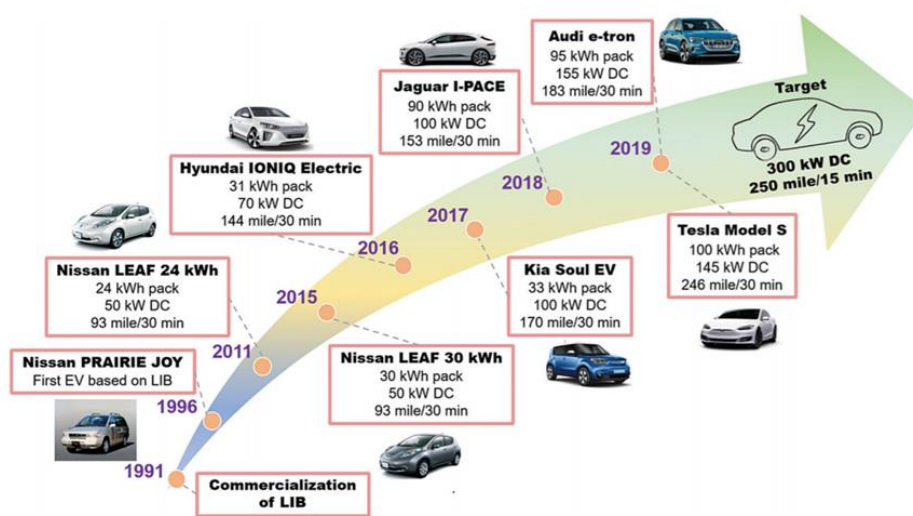 Audi e-tron
95 kWh pack
155 kW DC
183 mile/30 min
Jaguar I-PACE
90 kWh pack
100 kW DC
153 mile/30 min
Target
300 kW DC
250 mile/15 min
Hyundai IONIQ Electric
31 kWh pack
70 kW DC
144 mile/30 min
2019
2018
2017
2016
Tesla Model S
100 kWh pack
145 kW DC
246 mile/30 min
Nissan LEAF 24 kWh
24 kWh pack
50 kW DC
93 mile/30 min
Kia Soul EV
33 kWh pack
100 kW DC
170 mile/30 min
2015
2011
Nissan PRAIRIE JOY
First EV based on LIB
Nissan LEAF 30 kWh
30 kWh pack
50 kW DC
93 mile/30 min
1996
1991
Commercialization
of LIB